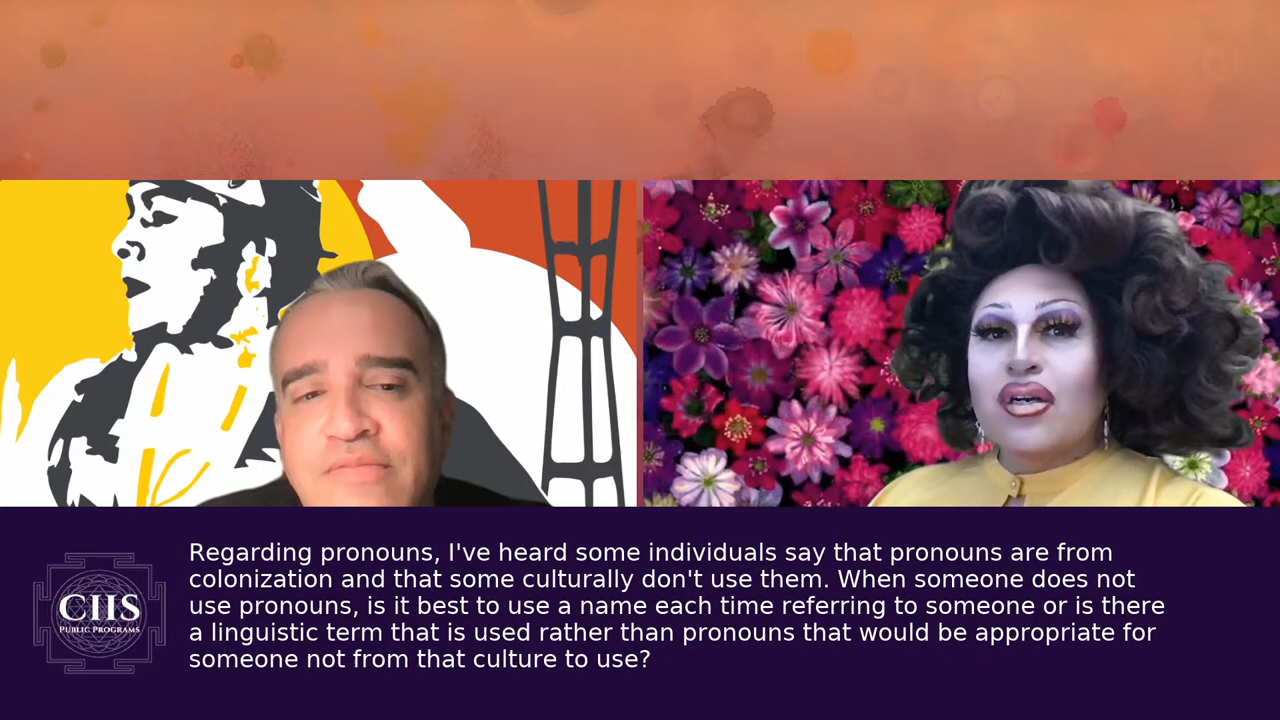 Regarding pronouns, I've heard some individuals say that pronouns are from
colonization and that some culturally don't use them. When someone does not
use pronouns, is it best to use a name each time referring to someone or is there
a linguistic term that is used rather than pronouns that would be appropriate for
someone not from that culture to use?
CIIS
PUBLIC PROGRAMS